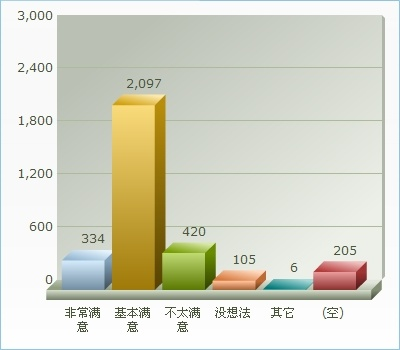 3,000
2,400
1,800
1,200
600
0
334
2,097
420
105
6
205
非常满
意
基本满
意
不太满
意
没想法
其它
(空)